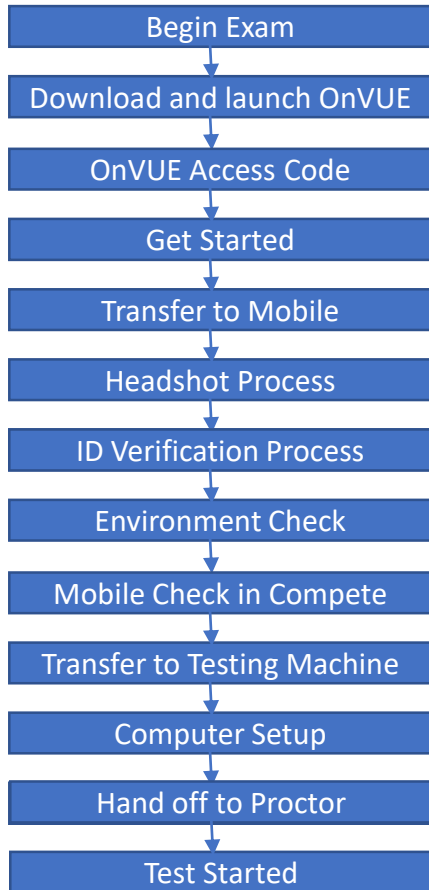 Begin Exam
Download and launch OnVUE
OnVUE Access Code
Get Started
Transfer to Mobile
Headshot Process
ID Verification Process
Environment Check
Mobile Check in Compete
Transfer to Testing Machine
Computer Setup
Hand off to Proctor
Test Started